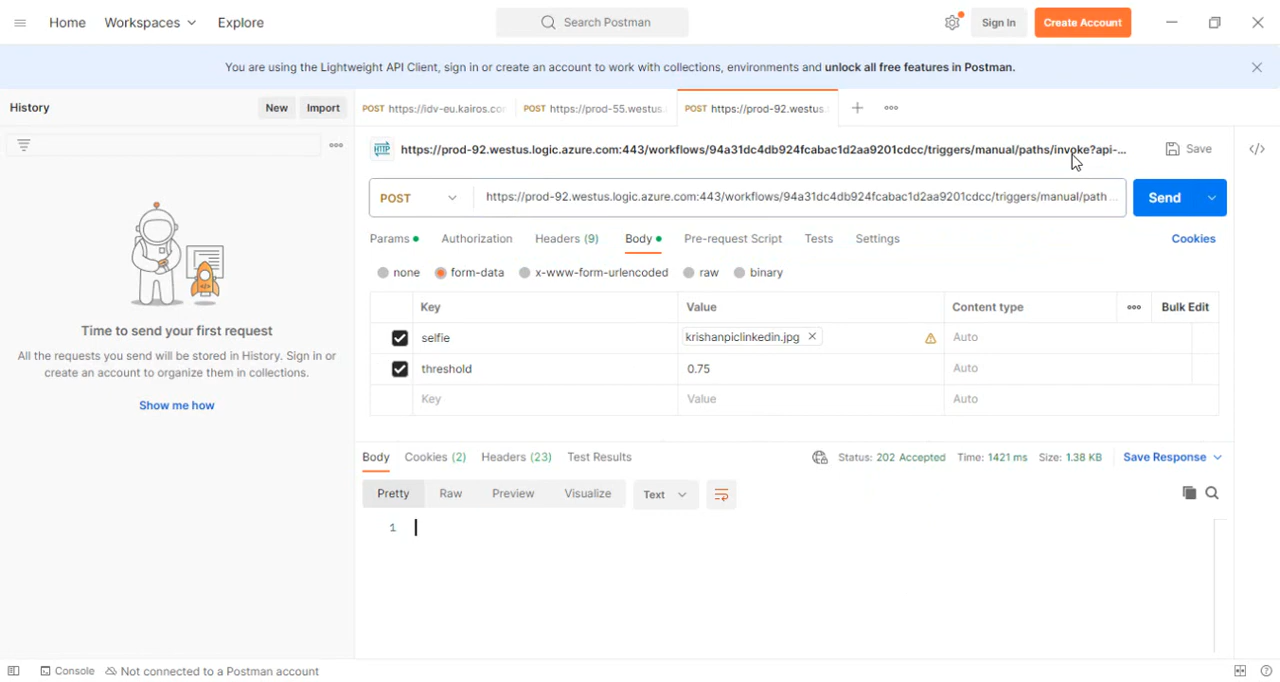 Home Workspaces Explore Search Postman Sign In Create Account
You are using the Lightweight API Client, sign in or create an account to work with collections, environments and unlock all free features in Postman.
History New Import POST https://idv-eu.kairos.co POST https://prod-55.westus. POST https://prod-92.westus.
HTTP https://prod-92.westus.logic.azure.com:443/workflows/94a31dc4db924fcabac1d2aa9201cdcc/triggers/manual/paths/invoke?api-... Save
POST https://prod-92.westus.logic.azure.com:443/workflows/94a31dc4db924fcabac1d2aa9201cdcc/triggers/manual/path ... Send
Params Authorization Headers (9) Body Pre-request Script Tests Settings Cookies
none form-data x-www-form-urlencoded raw binary
Key Value Content type Bulk Edit
selfie krishanpiclinkedin.jpg Auto
threshold 0.75 Auto
Key Value Auto
Time to send your first request
All the requests you send will be stored in History. Sign in or
create an account to organize them in collections.
Show me how
Body Cookies (2) Headers (23) Test Results Status: 202 Accepted Time: 1421 ms Size: 1.38 KB Save Response
Pretty Raw Preview Visualize Text
1
Console Not connected to a Postman account